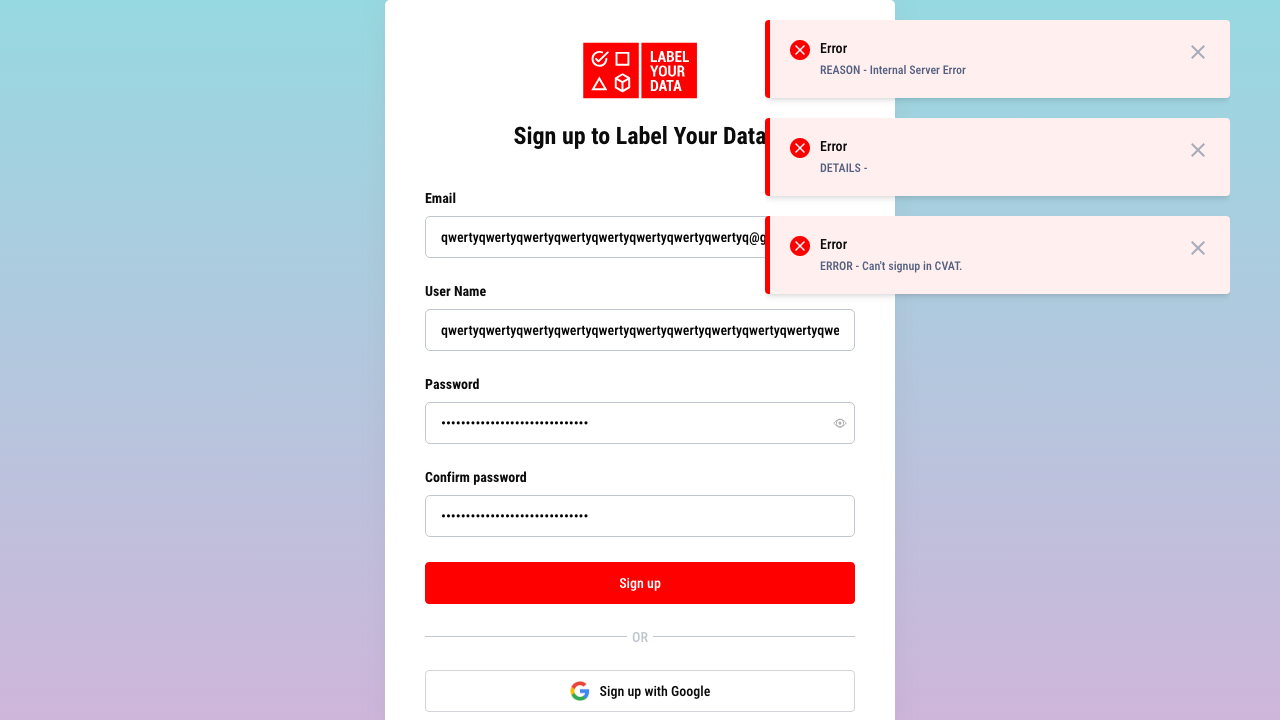 LABEL
YOUR
DATA
Sign up to Label Your Data
Email
qwertyqwertyqwertyqwertyqwertyqwertyqwertyqwertyq@g
User Name
qwertyqwertyqwertyqwertyqwertyqwertyqwertyqwertyqwertyqwertyqwe
Password
••••••••••••••••••••••••••••••
Confirm password
••••••••••••••••••••••••••••••
Sign up
OR
Sign up with Google
Error
REASON - Internal Server Error
Error
DETAILS -
Error
ERROR - Can't signup in CVAT.